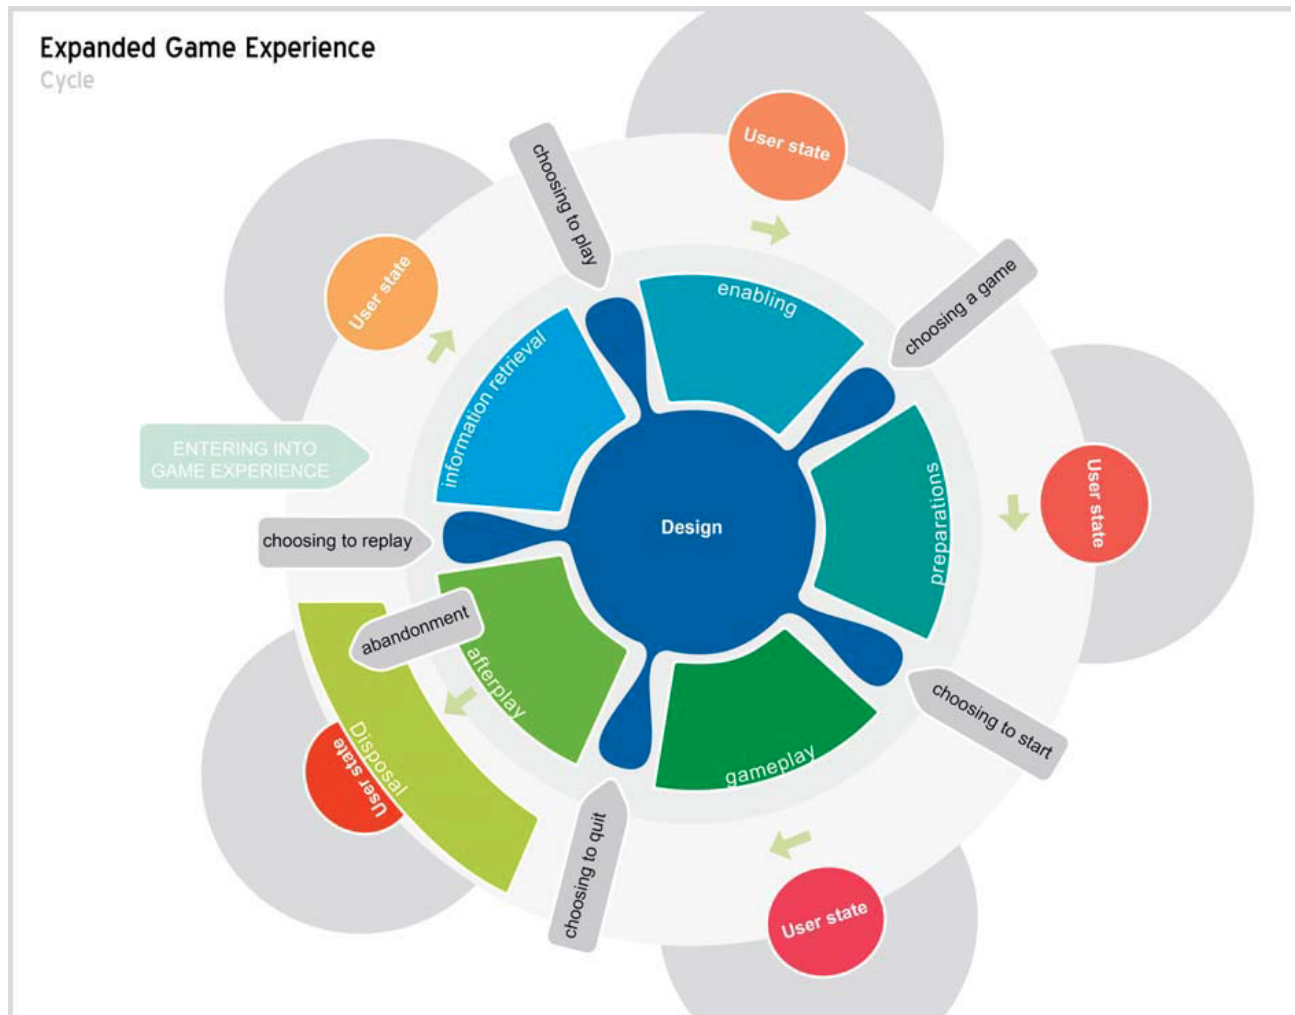 Expanded Game Experience
Cycle
User state
choosing to play
User state
enabling
choosing a game
information retrieval
ENTERING INTO
GAME EXPERIENCE
preparations
User state
Design
choosing to replay
abandonment
afterplay
choosing to start
Disposal
User state
gameplay
choosing to quit
User state